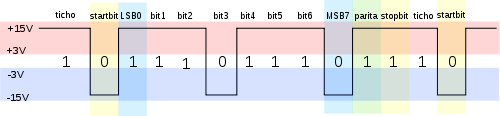 ticho startbit LSB0 bit1 bit2 bit3 bit4 bit5 bit6 MSB7 parita stopbit ticho startbit
+15V
+3V
1 0 1 1 1 0 1 1 1 0 1 1 1 0
-3V
-15V